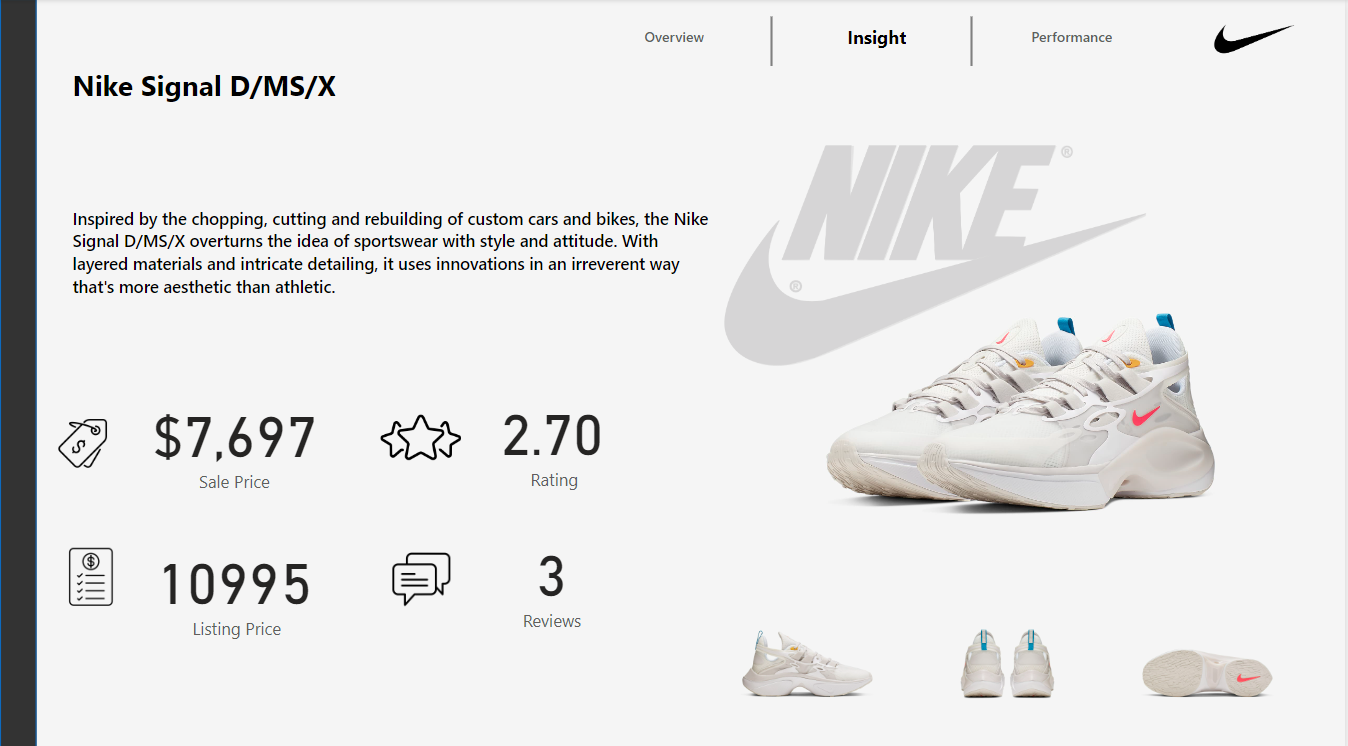 Overview
Insight
Performance
Nike Signal D/MS/X
NIKE®
®
Inspired by the chopping, cutting and rebuilding of custom cars and bikes, the Nike
Signal D/MS/X overturns the idea of sportswear with style and attitude. With
layered materials and intricate detailing, it uses innovations in an irreverent way
that's more aesthetic than athletic.
$7,697
Sale Price
2.70
Rating
10995
Listing Price
3
Reviews